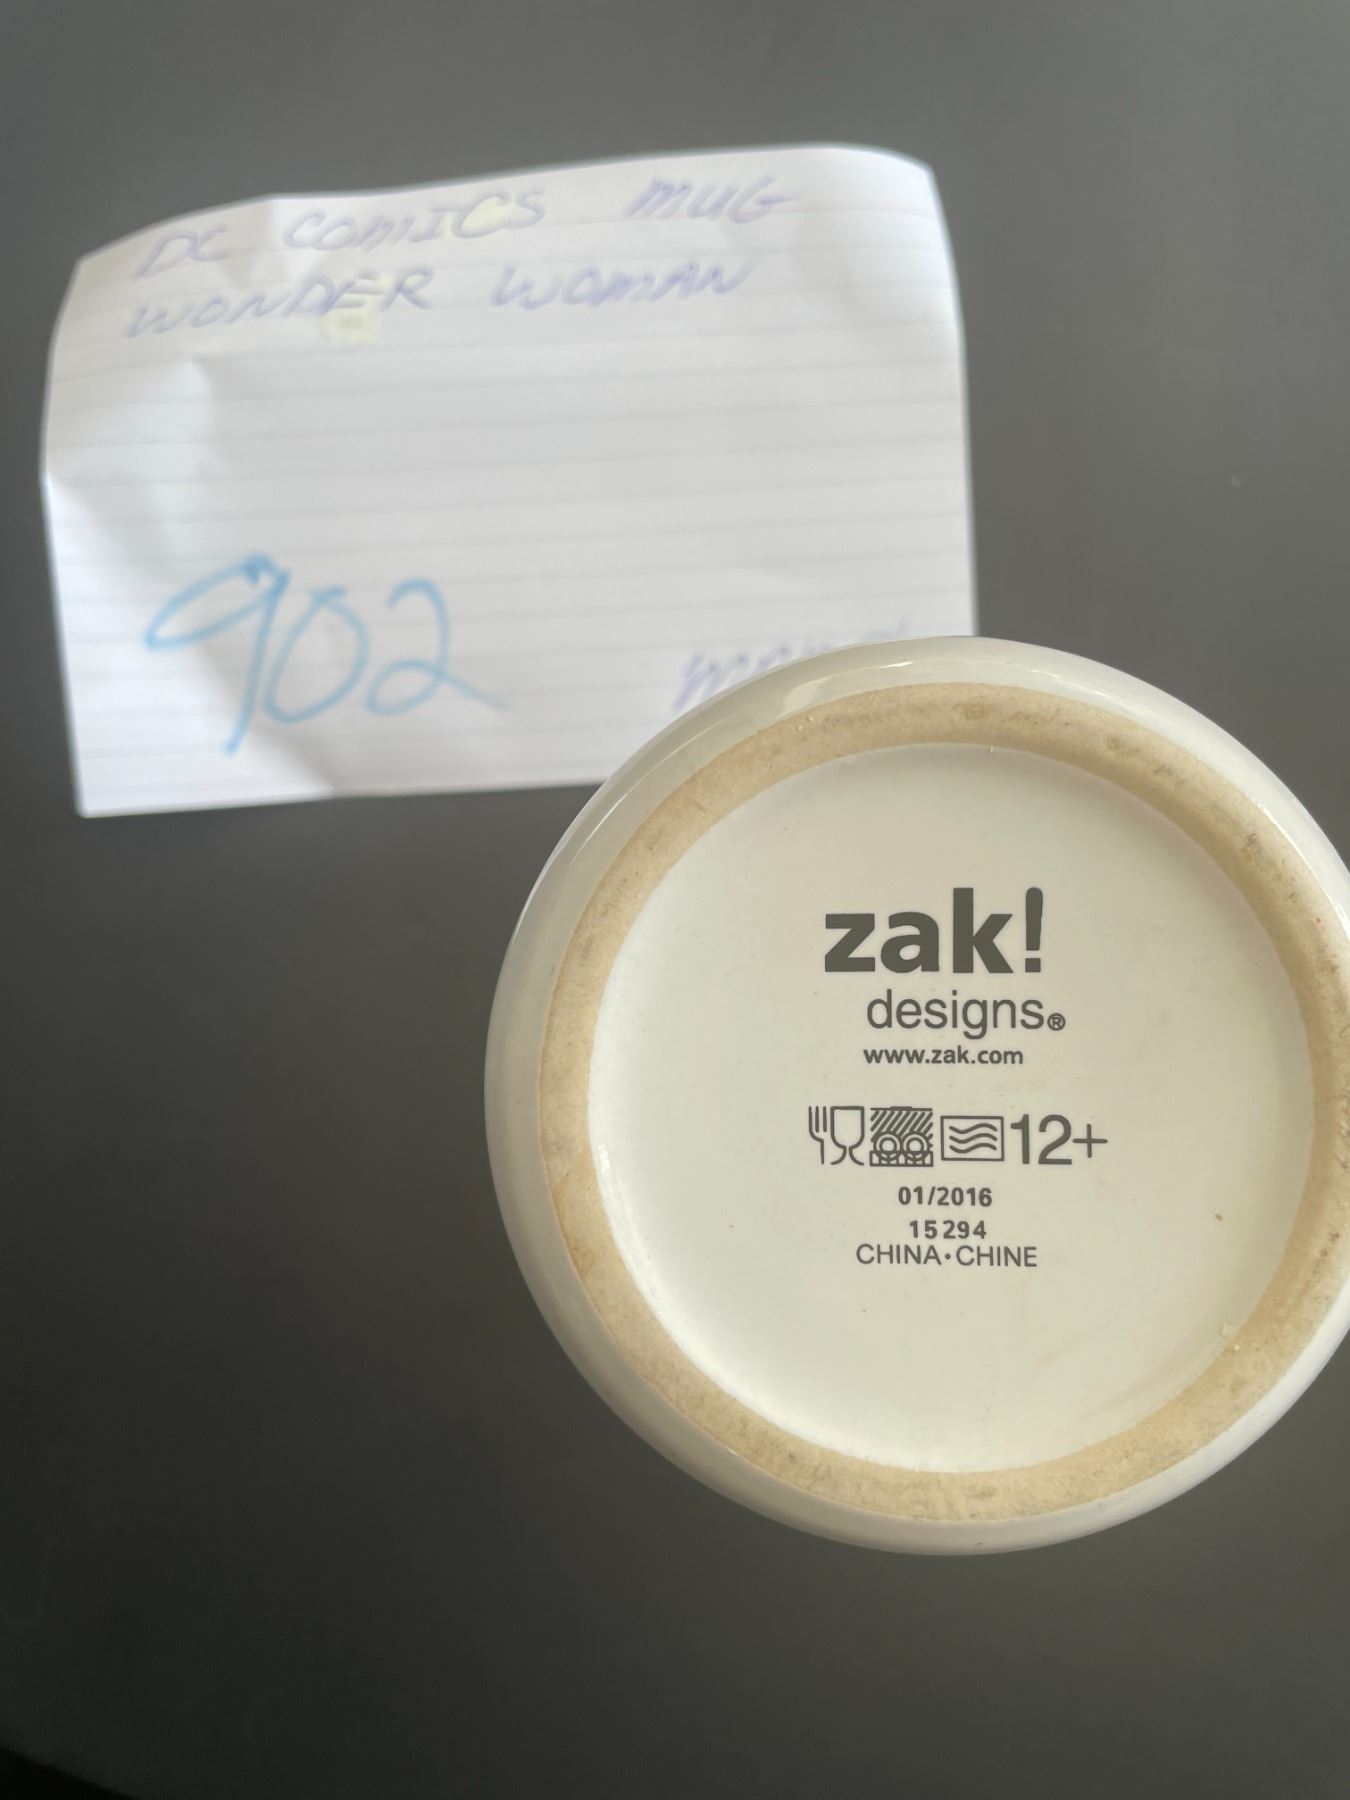 DC COMICS MUG
WONDER WOMAN
902
zak!
designs®
www.zak.com
12+
01/2016
15294
CHINA•CHINE